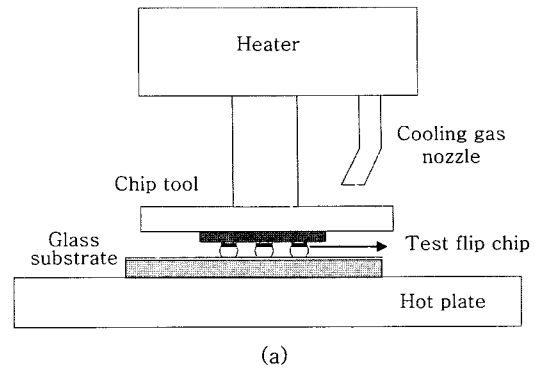 Heater
Cooling gas
nozzle
Chip tool
Glass
substrate
Test flip chip
Hot plate
(a)